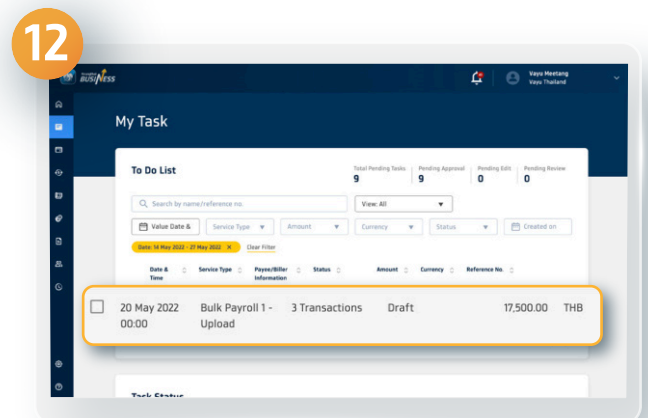 12
BUSINESS
Vayu Meetang
Vayu Thailand
My Task
To Do List
Total Pending Tasks Pending Approval Pending Edit Pending Review
9 9 0 0
Search by name/reference no.
View: All
Value Date & Service Type Amount Currency Status Created on
Date: 14 May 2022 - 27 May 2022 X Clear Filter
Date & Time Service Type Payee/Biller Information Status Amount Currency Reference No.
20 May 2022 Bulk Payroll 1 - 3 Transactions Draft 17,500.00 THB
00:00 Upload
Task Status